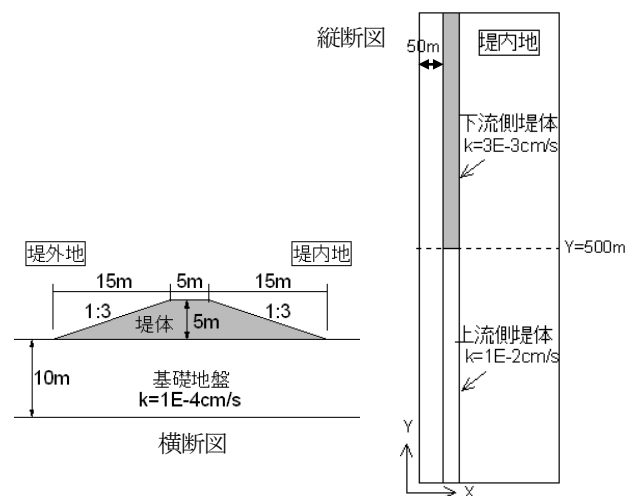 縦断図
50m
堤内地
下流側堤体
k=3E-3cm/s
Y=500m
上流側堤体
k=1E-2cm/s
Y
X
堤外地
堤内地
15m
5m
15m
1:3
1:3
堤体
5m
10m
基礎地盤
k=1E-4cm/s
横断図